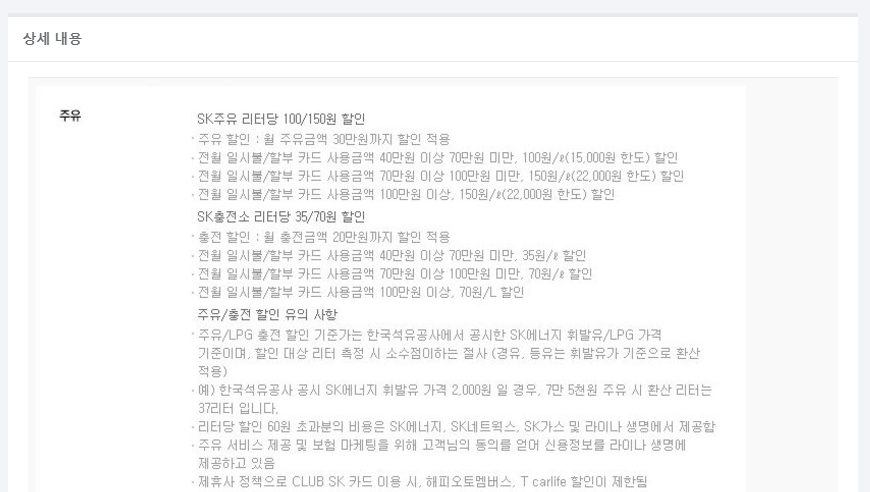 상세 내용
주유
SK주유 리터당 100/150원 할인
· 주유 할인 : 월 주유금액 30만원까지 할인 적용
· 전월 일시불/할부 카드 사용금액 40만원 이상 70만원 미만, 100원/ℓ(15,000원 한도) 할인
· 전월 일시불/할부 카드 사용금액 70만원 이상 100만원 미만, 150원/ℓ(22,000원 한도) 할인
· 전월 일시불/할부 카드 사용금액 100만원 이상, 150원/ℓ(22,000원 한도) 할인
SK충전소 리터당 35/70원 할인
· 충전 할인 : 월 충전금액 20만원까지 할인 적용
· 전월 일시불/할부 카드 사용금액 40만원 이상 70만원 미만, 35원/ℓ 할인
· 전월 일시불/할부 카드 사용금액 70만원 이상 100만원 미만, 70원/ℓ 할인
· 전월 일시불/할부 카드 사용금액 100만원 이상, 70원/L 할인
주유/충전 할인 유의 사항
· 주유/LPG 충전 할인 기준가는 한국석유공사에서 공시한 SK에너지 휘발유/LPG 가격
기준이며, 할인 대상 리터 측정 시 소수점이하는 절사 (경유, 등유는 휘발유가 기준으로 환산
적용)
· 예) 한국석유공사 공시 SK에너지 휘발유 가격 2,000원 일 경우, 7만 5천원 주유 시 환산 리터는
37리터 입니다.
· 리터당 할인 60원 초과분의 비용은 SK에너지, SK네트웍스, SK가스 및 라이나 생명에서 제공함
· 주유 서비스 제공 및 보험 마케팅을 위해 고객님의 동의를 얻어 신용정보를 라이나 생명에
제공하고 있음
· 제휴사 정책으로 CLUB SK 카드 이용 시, 해피오토멤버스, T carlife 할인이 제한됨